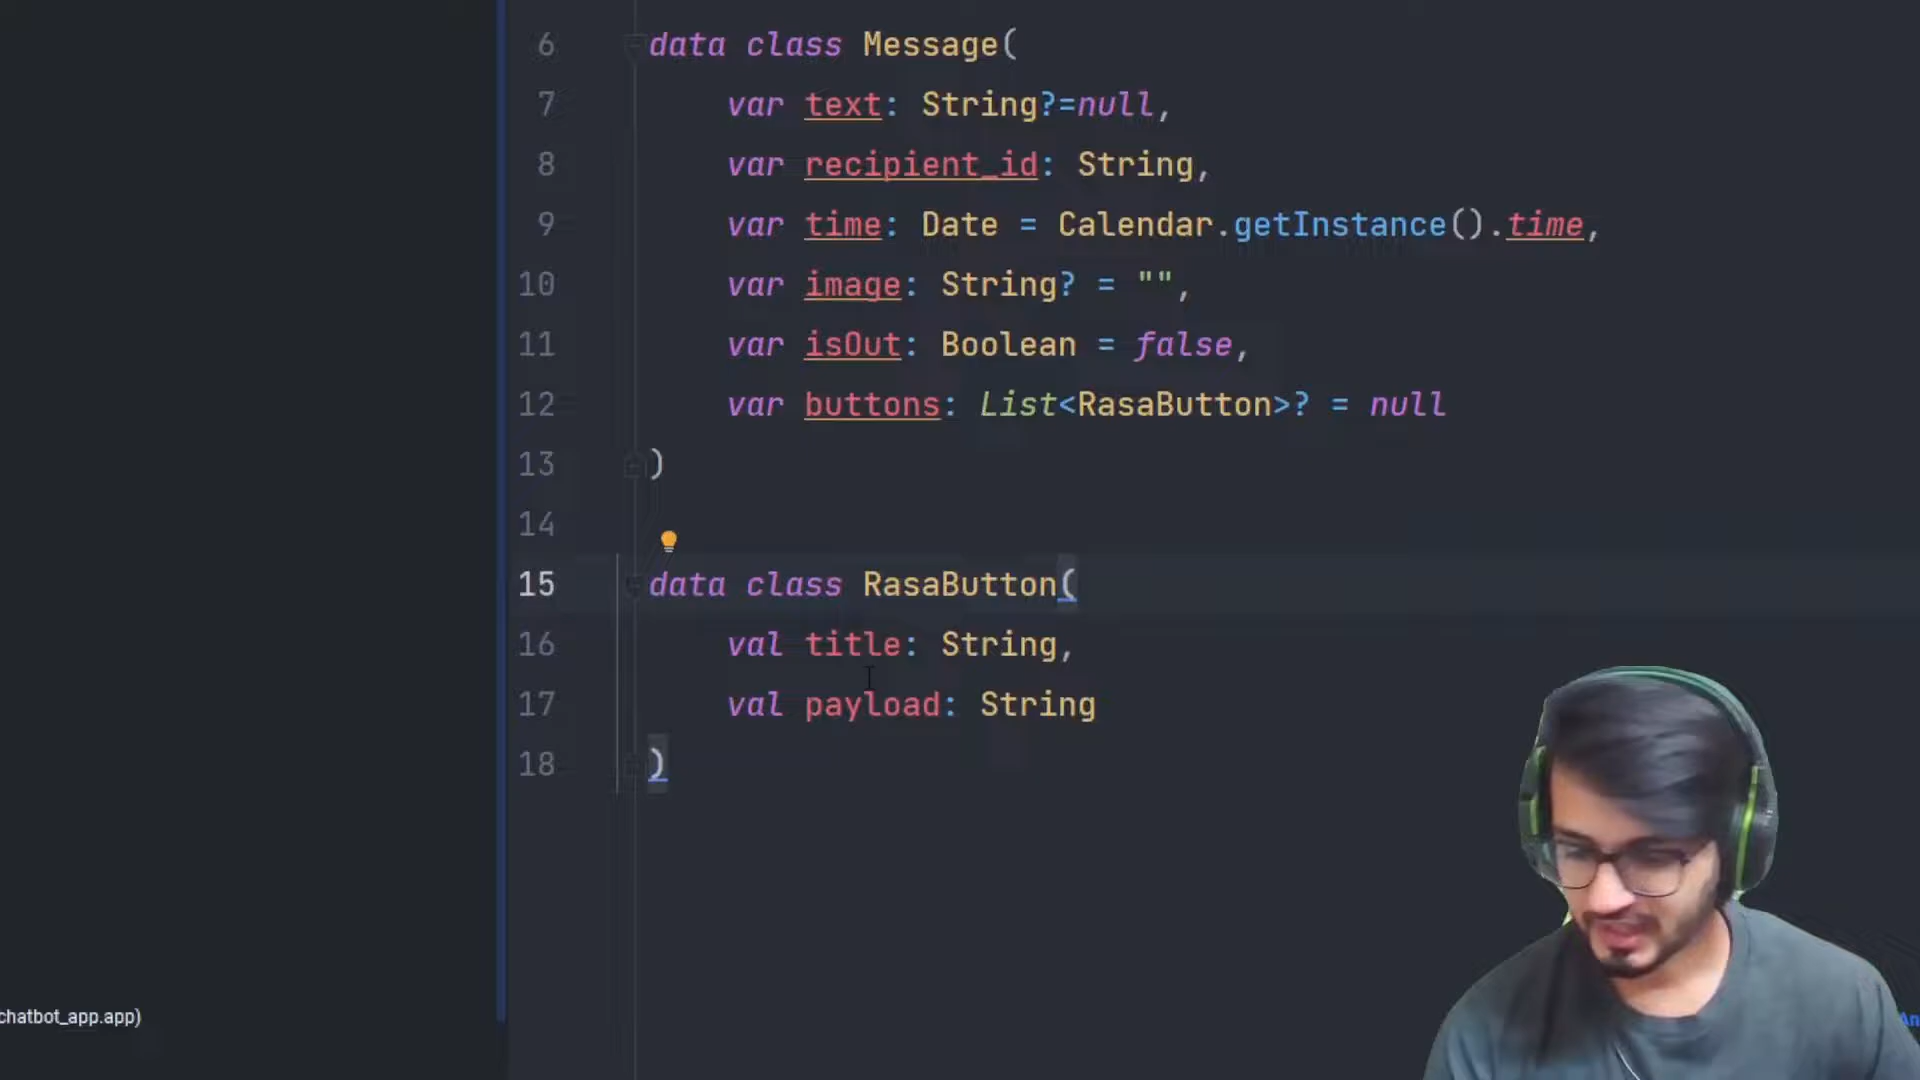 6 data class Message(
7 var text: String?=null,
8 var recipient_id: String,
9 var time: Date = Calendar.getInstance().time,
10 var image: String? = "",
11 var isOut: Boolean = false,
12 var buttons: List<RasaButton>? = null
13 )
14
15 data class RasaButton(
16 val title: String,
17 val payload: String
18 )
chatbot_app.app)
An